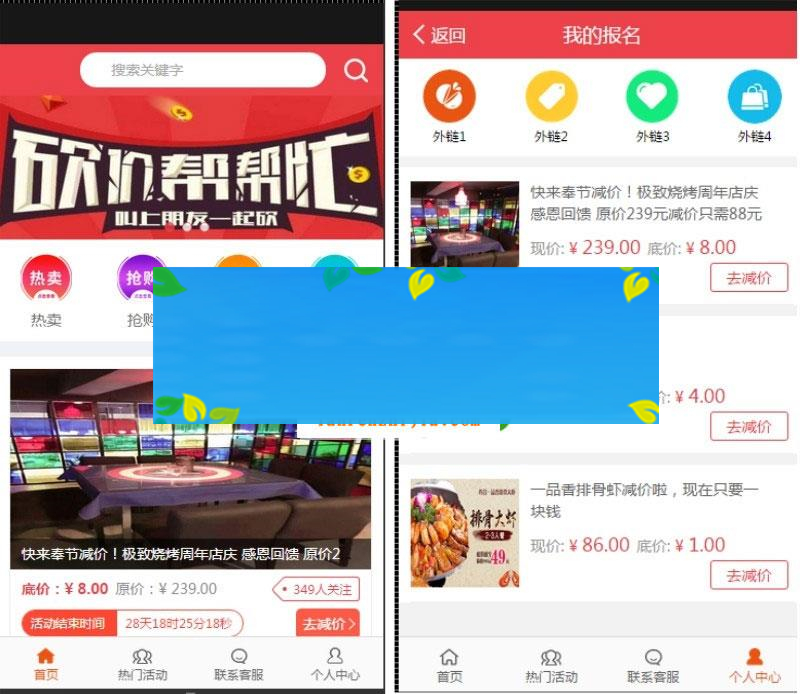 搜索关键字
砍价帮帮忙
叫上朋友一起砍
热卖
抢购
热卖
抢购
快来奉节减价！极致烧烤周年店庆 感恩回馈 原价2
底价：¥ 8.00 原价：¥ 239.00
349人关注
活动结束时间
28天18时25分18秒
去减价
首页
热门活动
联系客服
个人中心
返回
我的报名
外链1
外链2
外链3
外链4
快来奉节减价！极致烧烤周年店庆
感恩回馈 原价239元减价只需88元
现价: ¥ 239.00 底价: ¥ 8.00
去减价
价: ¥ 4.00
去减价
排骨大虾
2-3人餐
49元
一品香排骨虾减价啦，现在只要一
块钱
现价: ¥ 86.00 底价: ¥ 1.00
去减价
首页
热门活动
联系客服
个人中心